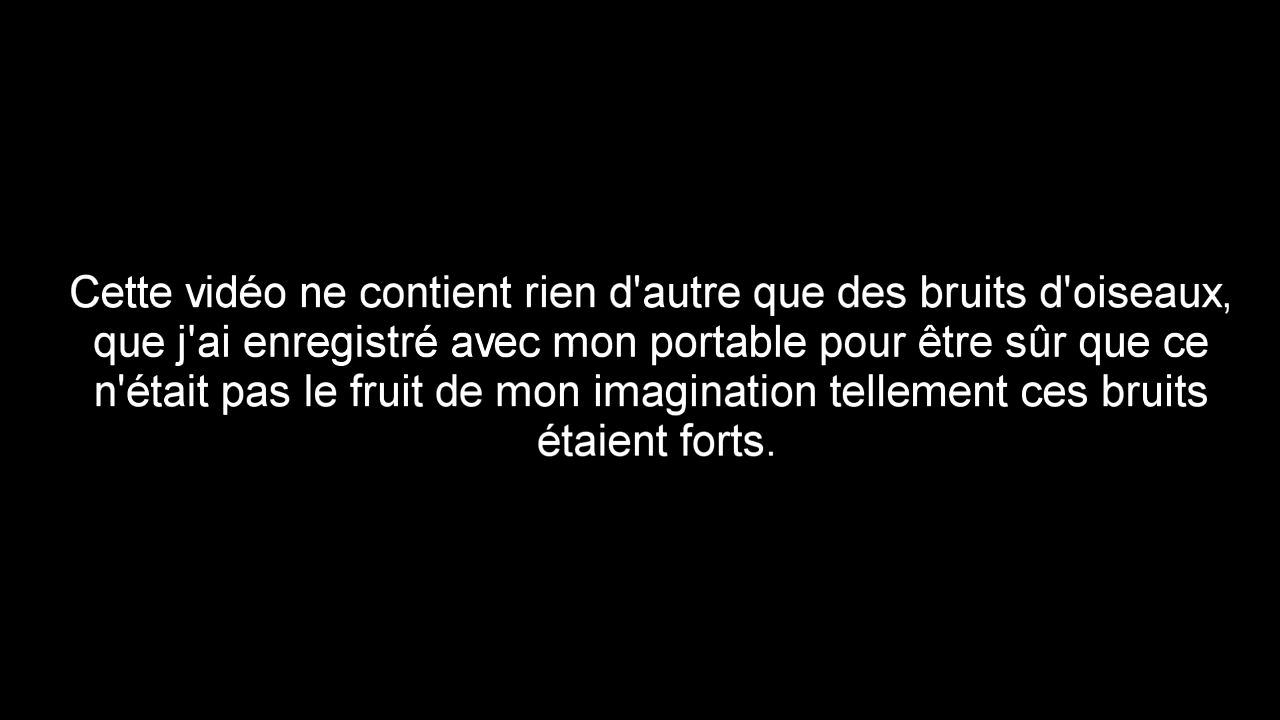 Cette vidéo ne contient rien d'autre que des bruits d'oiseaux,
que j'ai enregistré avec mon portable pour être sûr que ce
n'était pas le fruit de mon imagination tellement ces bruits
étaient forts.